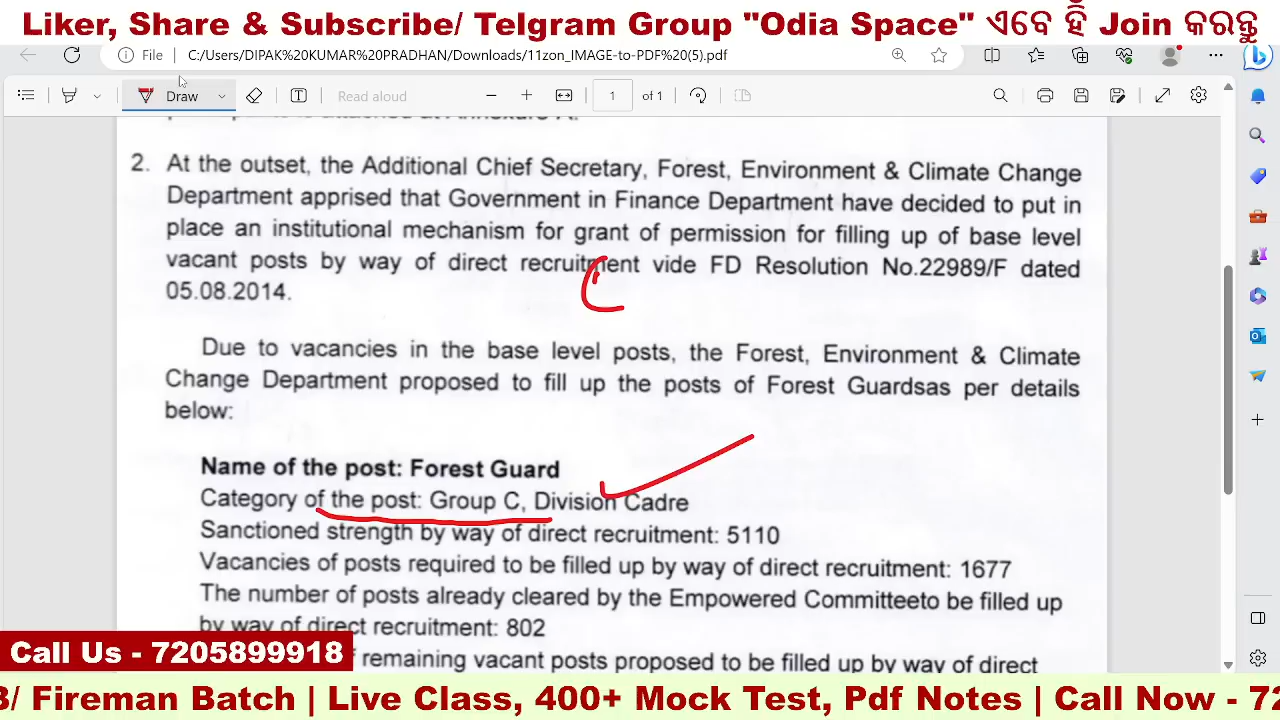 Liker, Share & Subscribe/ Telgram Group "Odia Space" ଏବେ ହିଁ Join କରନ୍ତୁ
File C:/Users/DIPAK%20KUMAR%20PRADHAN/Downloads/11zon_IMAGE-to-PDF%20(5).pdf
Draw Read aloud 1 of 1
2. At the outset, the Additional Chief Secretary, Forest, Environment & Climate Change
Department apprised that Government in Finance Department have decided to put in
place an institutional mechanism for grant of permission for filling up of base level
vacant posts by way of direct recruitment vide FD Resolution No.22989/F dated
05.08.2014.
Due to vacancies in the base level posts, the Forest, Environment & Climate
Change Department proposed to fill up the posts of Forest Guardsas per details
below:
Name of the post: Forest Guard
Category of the post: Group C, Division Cadre
Sanctioned strength by way of direct recruitment: 5110
Vacancies of posts required to be filled up by way of direct recruitment: 1677
The number of posts already cleared by the Empowered Committeeto be filled up
by way of direct recruitment: 802
remaining vacant posts proposed to be filled up by way of direct
Call Us - 7205899918
3/ Fireman Batch | Live Class, 400+ Mock Test, Pdf Notes | Call Now - 72